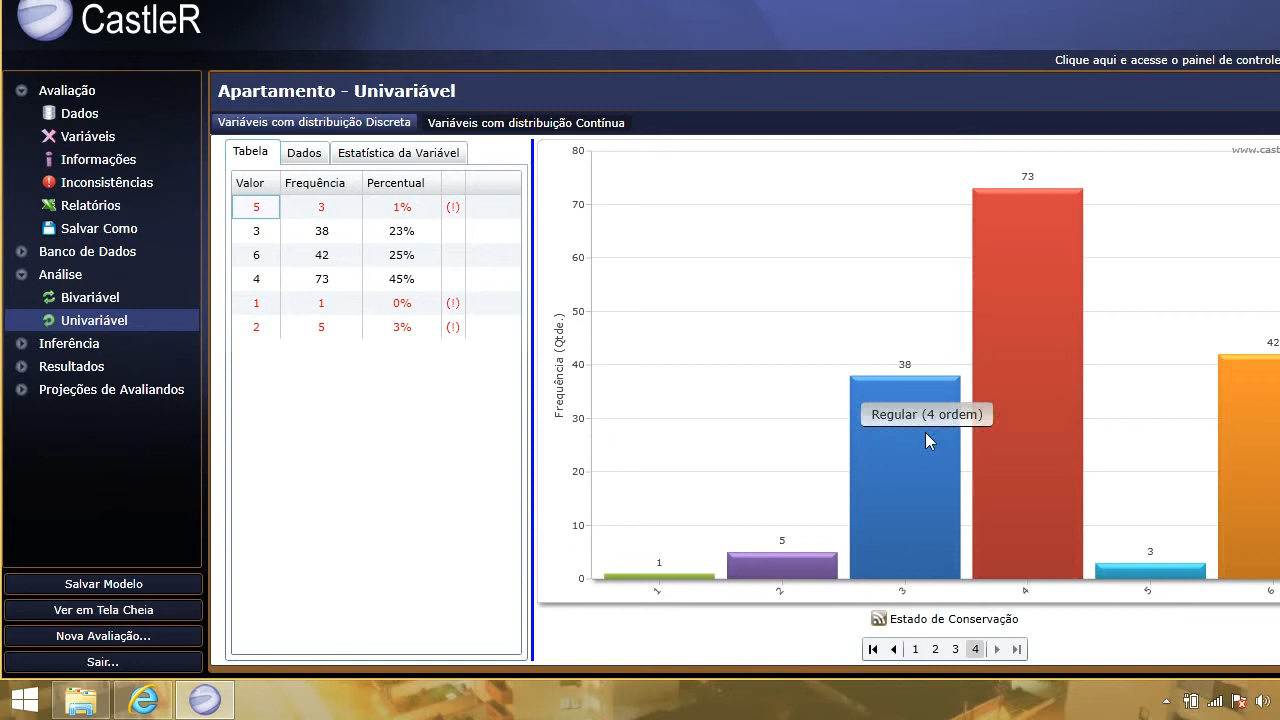 CastleR
Clique aqui e acesse o painel de controle
Avaliação
Dados
Variáveis
Informações
Inconsistências
Relatórios
Salvar Como
Banco de Dados
Análise
Bivariável
Univariável
Inferência
Resultados
Projeções de Avaliandos
Salvar Modelo
Ver em Tela Cheia
Nova Avaliação...
Sair...
Apartamento - Univariável
Variáveis com distribuição Discreta Variáveis com distribuição Contínua
Tabela Dados Estatística da Variável
Valor Frequência Percentual
5 3 1% (!)
3 38 23%
6 42 25%
4 73 45%
1 1 0% (!)
2 5 3% (!)
www.cast
Frequência (Qtde.)
80
70
60
50
40
30
20
10
0
1
5
38
73
3
42
Regular (4 ordem)
1 2 3 4 5 6
Estado de Conservação
1 2 3 4